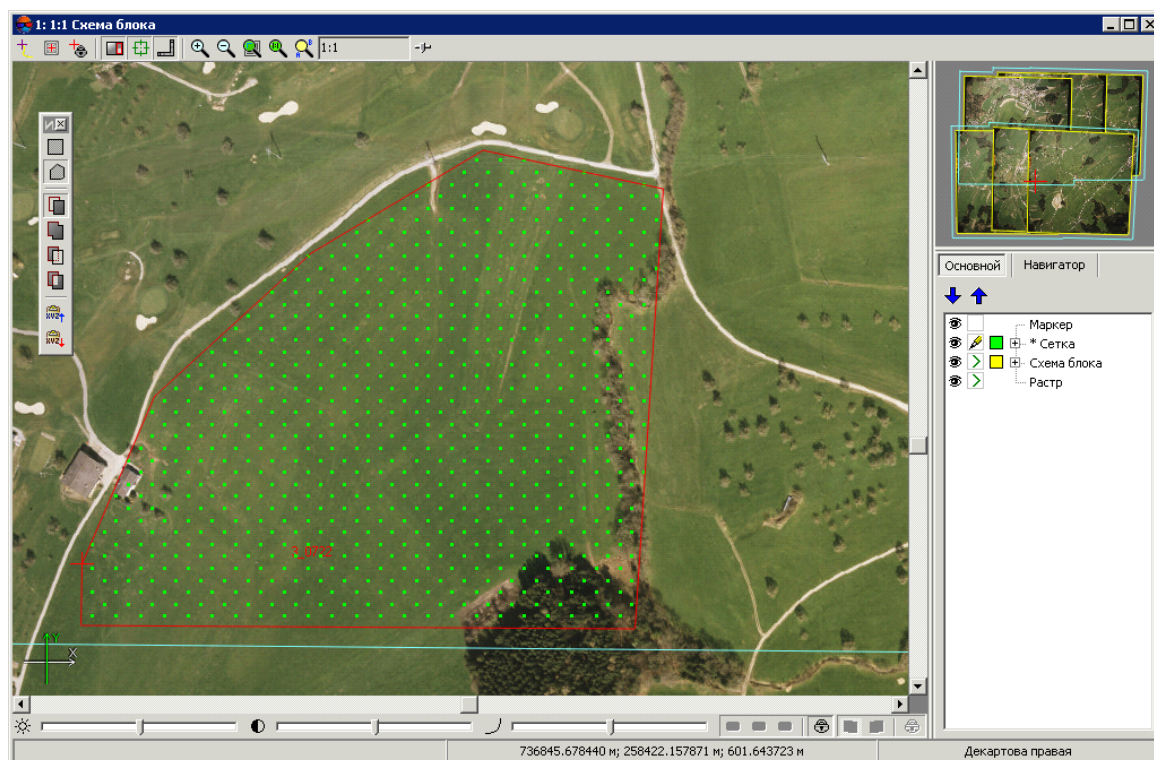 1: 1:1 Схема блока
1:1
Основной Навигатор
Маркер
* Сетка
Схема блока
Растр
Y
X
736845.678440 м; 258422.157871 м; 601.643723 м
Декартова правая